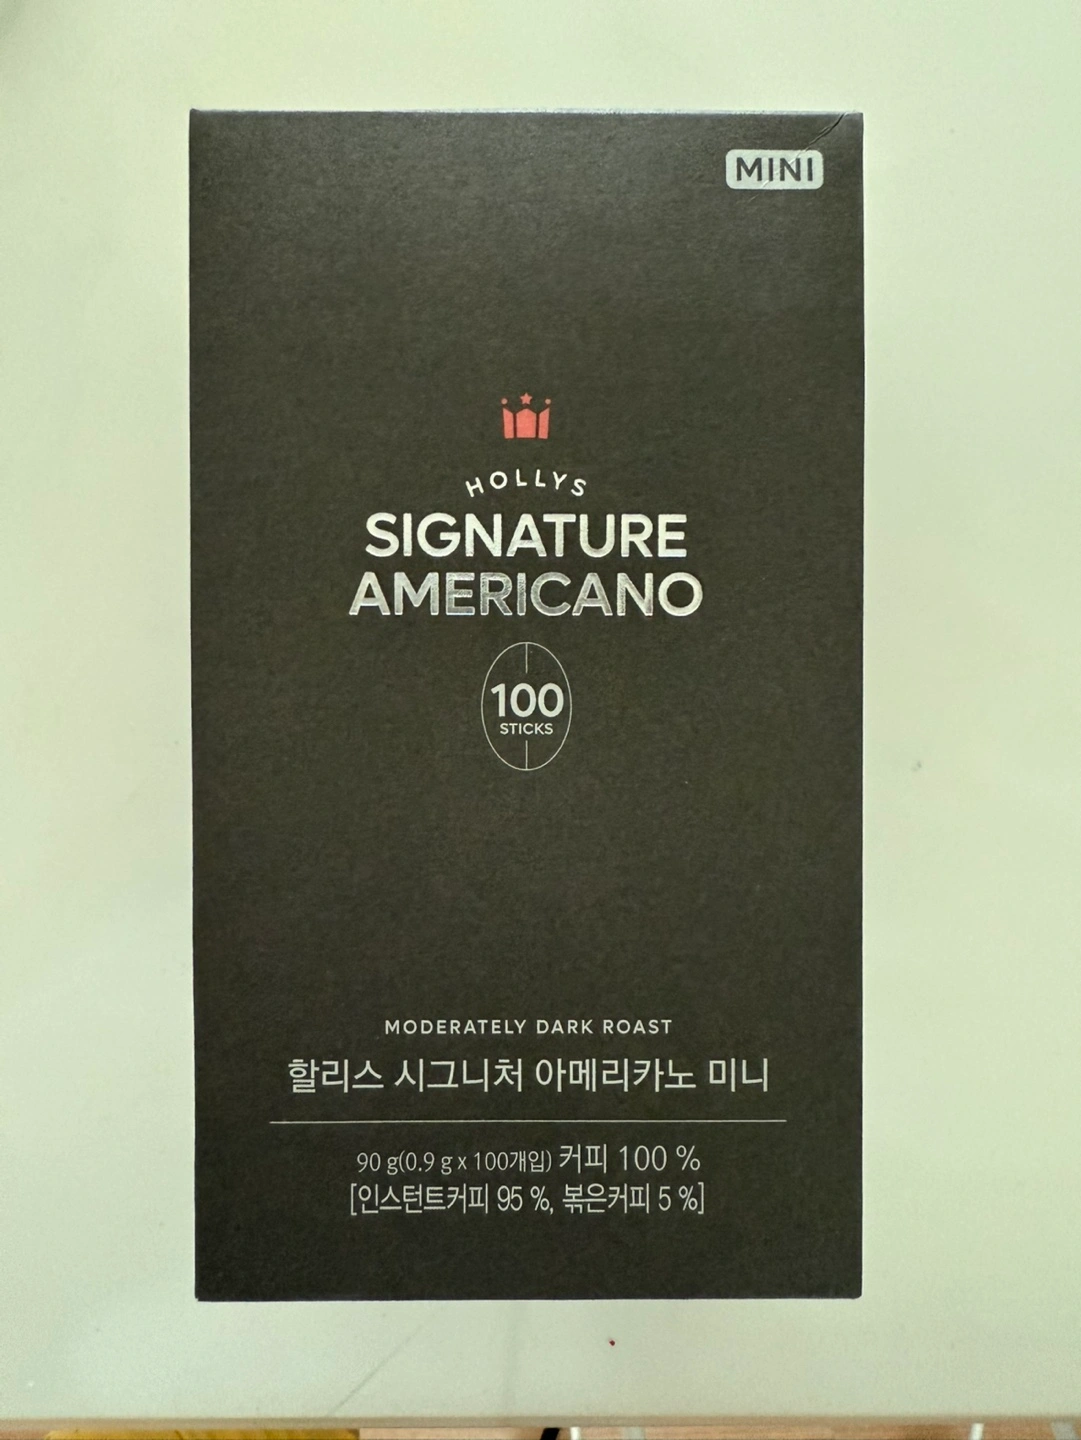 MINI
HOLLYS
SIGNATURE
AMERICANO
100
STICKS
MODERATELY DARK ROAST
할리스 시그니처 아메리카노 미니
90 g(0.9 g x 100개입) 커피 100 %
[인스턴트커피 95 %, 볶은커피 5 %]